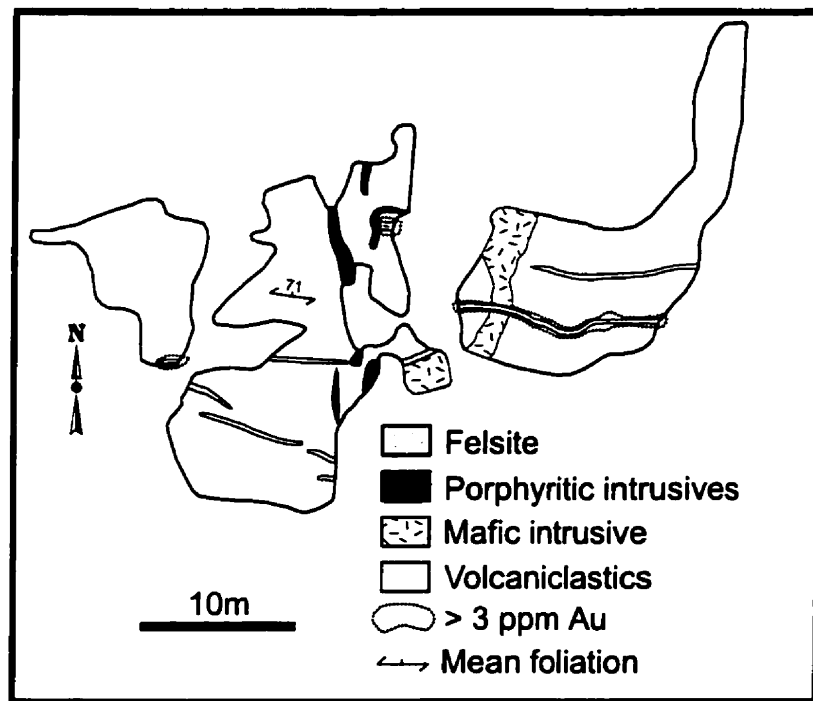 71
N
Felsite
Porphyritic intrusives
Mafic intrusive
Volcaniclastics
> 3 ppm Au
Mean foliation
10m